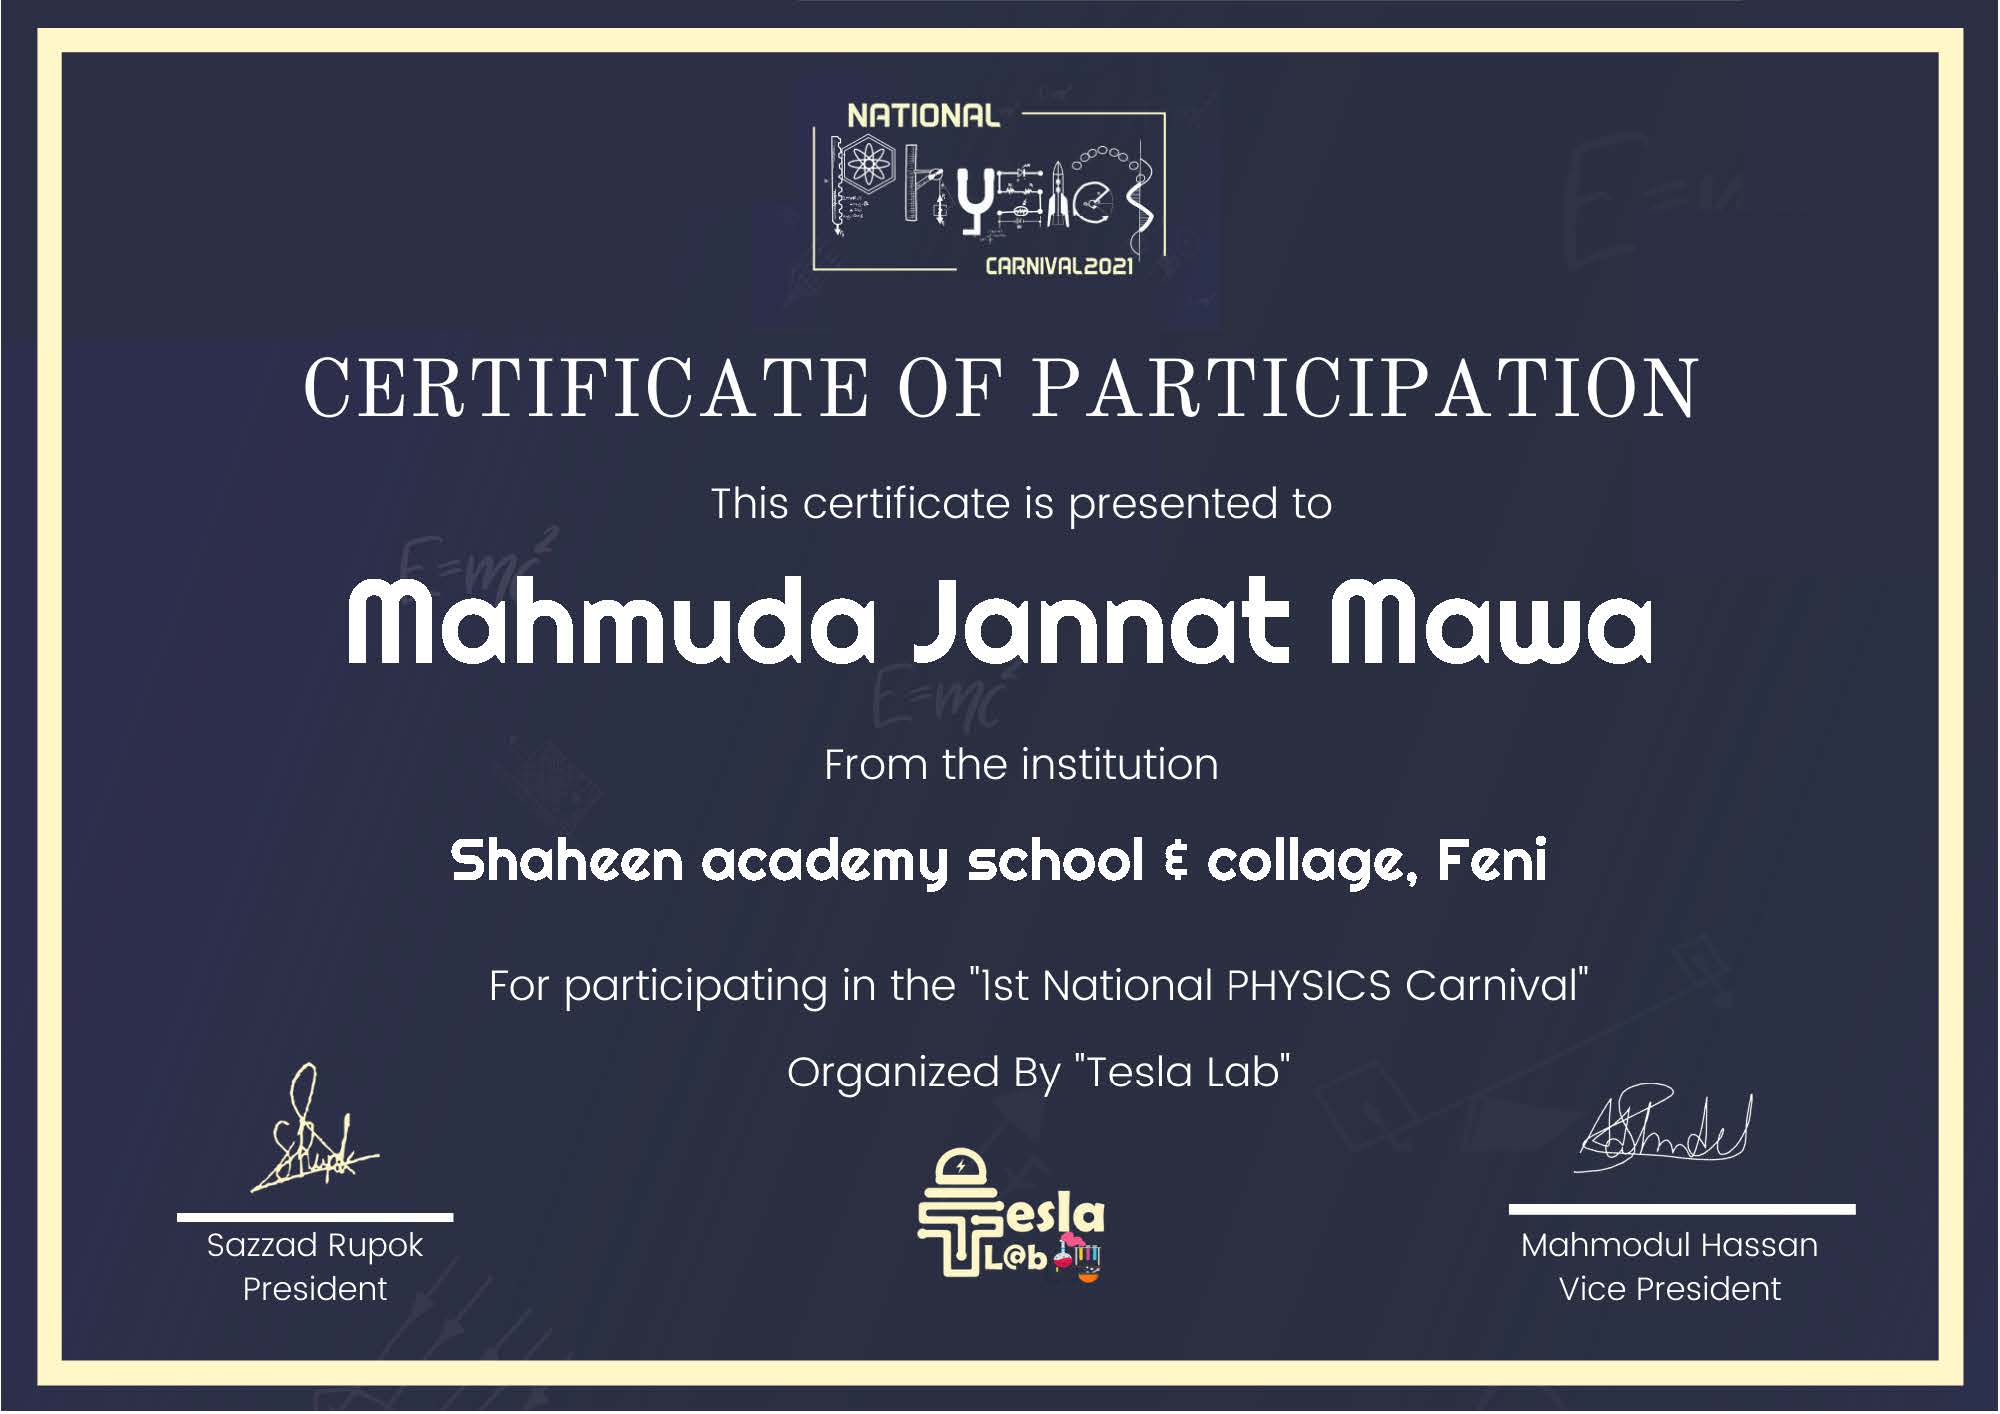 NATIONAL
Physics
CARNIVAL2021
CERTIFICATE OF PARTICIPATION
This certificate is presented to
E=mc²
Mahmuda Jannat Mawa
E=mc²
From the institution
Shaheen academy school & collage, Feni
For participating in the "1st National PHYSICS Carnival"
Organized By "Tesla Lab"
Tesla
L@b
Sazzad Rupok
President
Mahmodul Hassan
Vice President